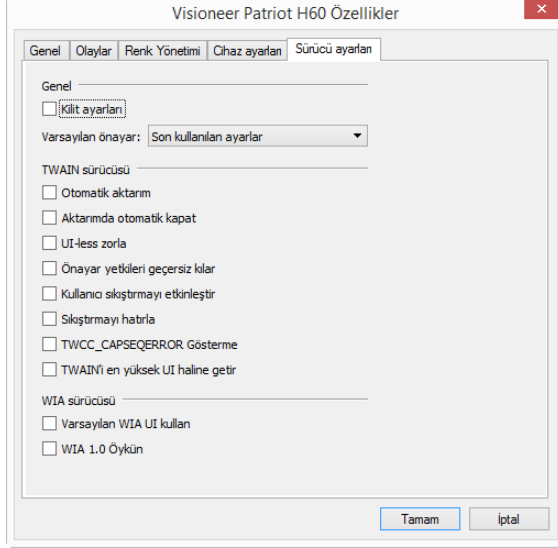 Visioneer Patriot H60 Özellikler
Genel Olaylar Renk Yönetimi Cihaz ayarları Sürücü ayarları
Genel
Kilit ayarları
Varsayılan önayar: Son kullanılan ayarlar
TWAIN sürücüsü
Otomatik aktarım
Aktarımda otomatik kapat
UI-less zorla
Önayar yetkileri geçersiz kılar
Kullanıcı sıkıştırmayı etkinleştir
Sıkıştırmayı hatırla
TWCC_CAPSEQERROR Gösterme
TWAIN'i en yüksek UI haline getir
WIA sürücüsü
Varsayılan WIA UI kullan
WIA 1.0 Öykün
Tamam İptal